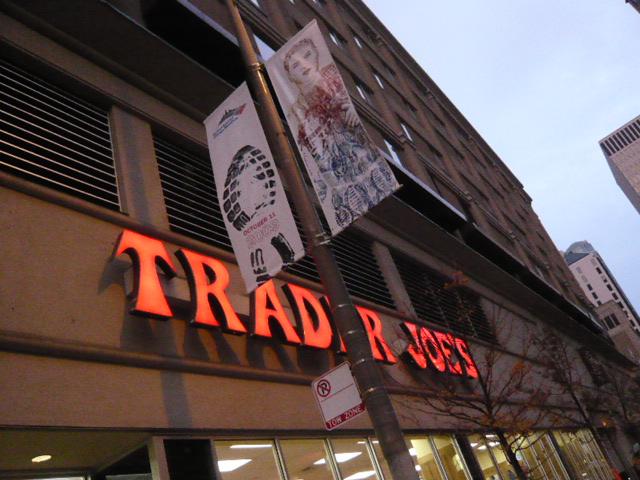 OCTOBER 11
TRADER JOE'S
TOW ZONE